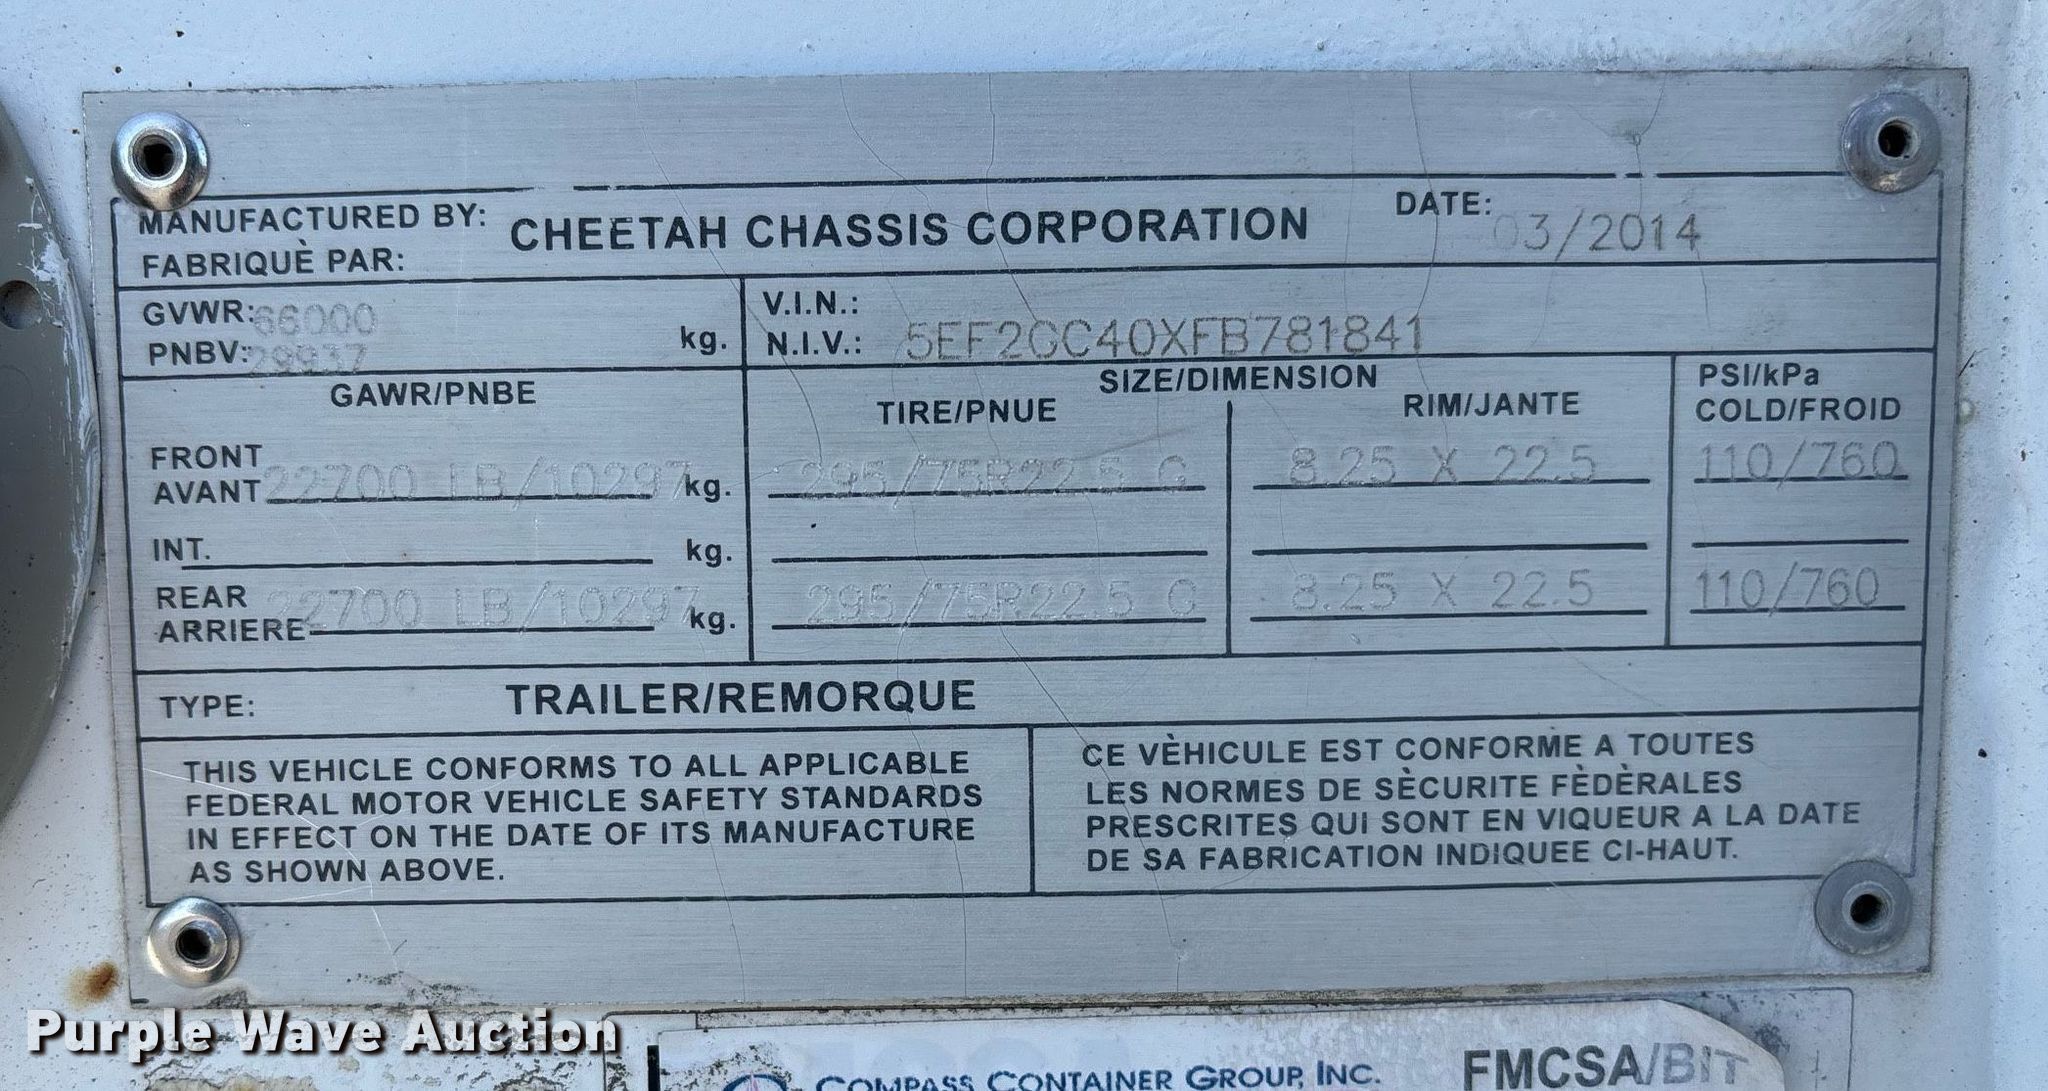 MANUFACTURED BY: CHEETAH CHASSIS CORPORATION DATE: 03/2014
FABRIQUÈ PAR:
GVWR: 66000 V.I.N.:
PNBV: 29937 kg. N.I.V.: 5EF2GC40XFB781841
GAWR/PNBE SIZE/DIMENSION PSI/kPa
TIRE/PNUE RIM/JANTE COLD/FROID
FRONT
AVANT 22700 LB/10297 kg. 295/75R22.5 G 8.25 X 22.5 110/760
INT. kg.
REAR
ARRIERE 22700 LB/10297 kg. 295/75R22.5 G 8.25 X 22.5 110/760
TYPE: TRAILER/REMORQUE
THIS VEHICLE CONFORMS TO ALL APPLICABLE
FEDERAL MOTOR VEHICLE SAFETY STANDARDS
IN EFFECT ON THE DATE OF ITS MANUFACTURE
AS SHOWN ABOVE.
CE VÈHICULE EST CONFORME A TOUTES
LES NORMES DE SÈCURITE FÈDÈRALES
PRESCRITES QUI SONT EN VIQUEUR A LA DATE
DE SA FABRICATION INDIQUEE CI-HAUT.
Purple Wave Auction
COMPASS CONTAINER GROUP, INC. FMCSA/BIT